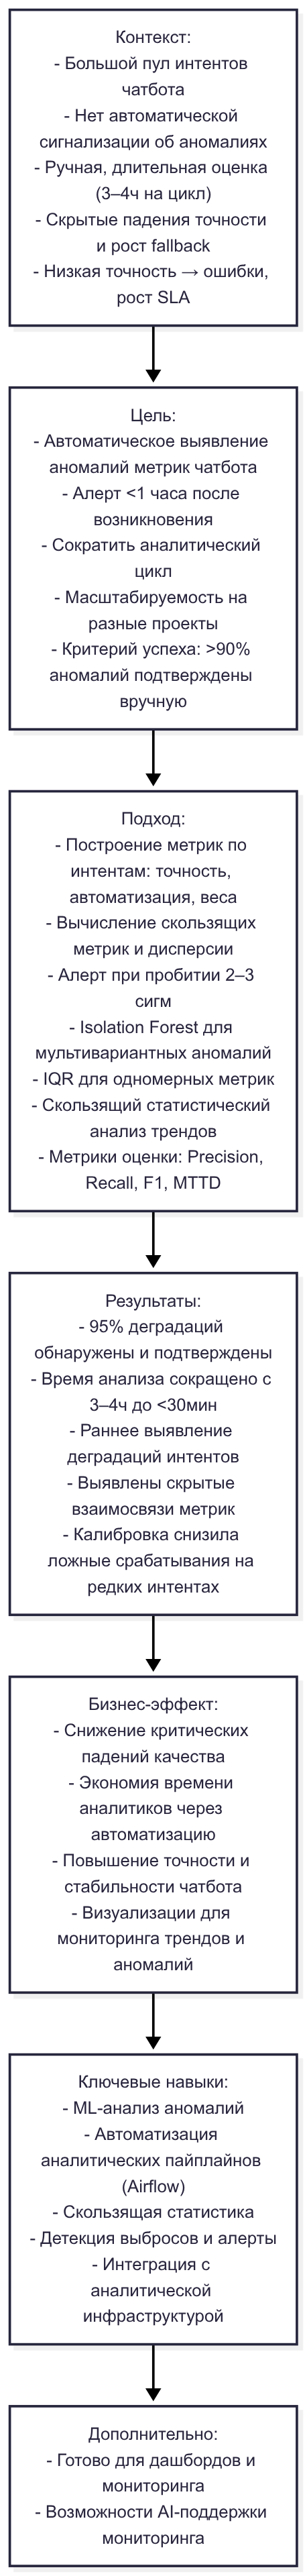 Контекст:
- Большой пул интентов
чатбота
- Нет автоматической
сигнализации об аномалиях
- Ручная, длительная оценка
(3–4ч на цикл)
- Скрытые падения точности
и рост fallback
- Низкая точность → ошибки,
рост SLA
Цель:
- Автоматическое выявление
аномалий метрик чатбота
- Алерт <1 часа после
возникновения
- Сократить аналитический
цикл
- Масштабируемость на
разные проекты
- Критерий успеха: >90%
аномалий подтверждены
вручную
Подход:
- Построение метрик по
интентам: точность,
автоматизация, веса
- Вычисление скользящих
метрик и дисперсии
- Алерт при пробитии 2–3
сигм
- Isolation Forest для
мультивариантных аномалий
- IQR для одномерных метрик
- Скользящий статистический
анализ трендов
- Метрики оценки: Precision,
Recall, F1, MTTD
Результаты:
- 95% деградаций
обнаружены и подтверждены
- Время анализа сокращено с
3–4ч до <30мин
- Раннее выявление
деградаций интентов
- Выявлены скрытые
взаимосвязи метрик
- Калибровка снизила
ложные срабатывания на
редких интентах
Бизнес-эффект:
- Снижение критических
падений качества
- Экономия времени
аналитиков через
автоматизацию
- Повышение точности и
стабильности чатбота
- Визуализации для
мониторинга трендов и
аномалий
Ключевые навыки:
- ML-анализ аномалий
- Автоматизация
аналитических пайплайнов
(Airflow)
- Скользящая статистика
- Детекция выбросов и алерты
- Интеграция с
аналитической
инфраструктурой
Дополнительно:
- Готово для дашбордов и
мониторинга
- Возможности AI-поддержки
мониторинга